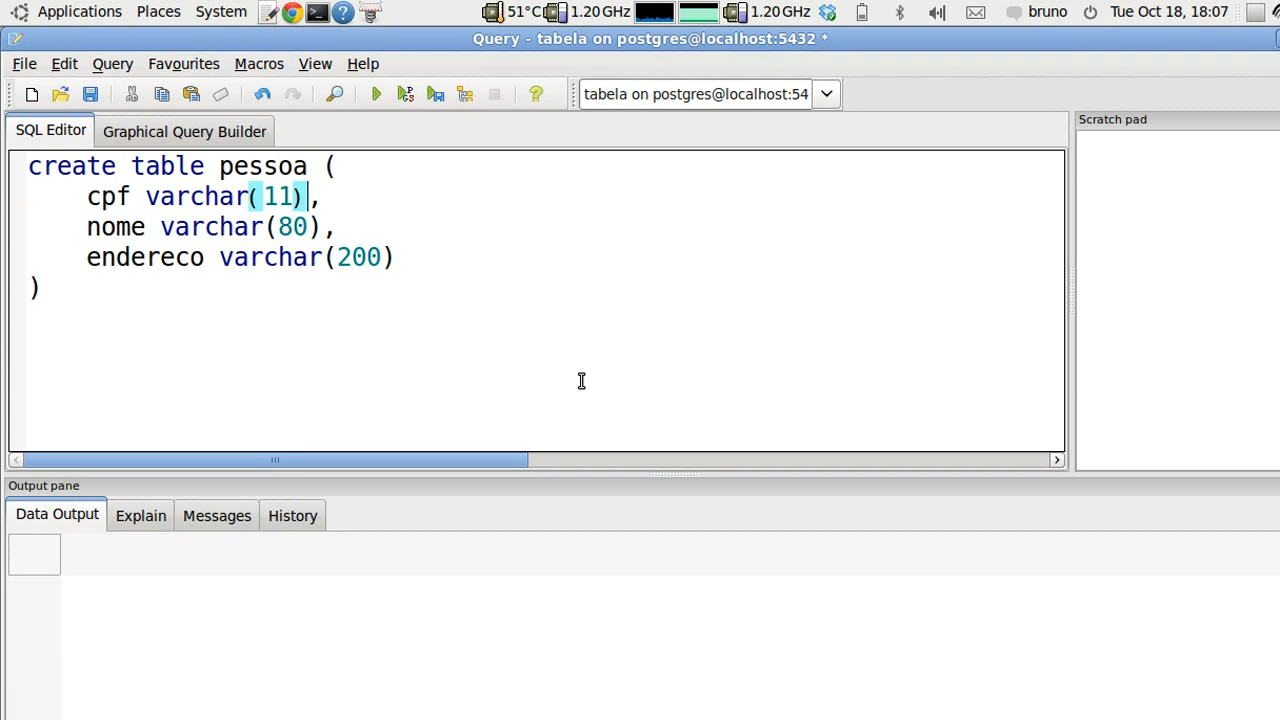 Applications Places System 51°C 1.20GHz 1.20GHz bruno Tue Oct 18, 18:07
Query - tabela on postgres@localhost:5432 *
File Edit Query Favourites Macros View Help
tabela on postgres@localhost:54
SQL Editor Graphical Query Builder
Scratch pad
create table pessoa (
cpf varchar(11),
nome varchar(80),
endereco varchar(200)
)
Output pane
Data Output Explain Messages History